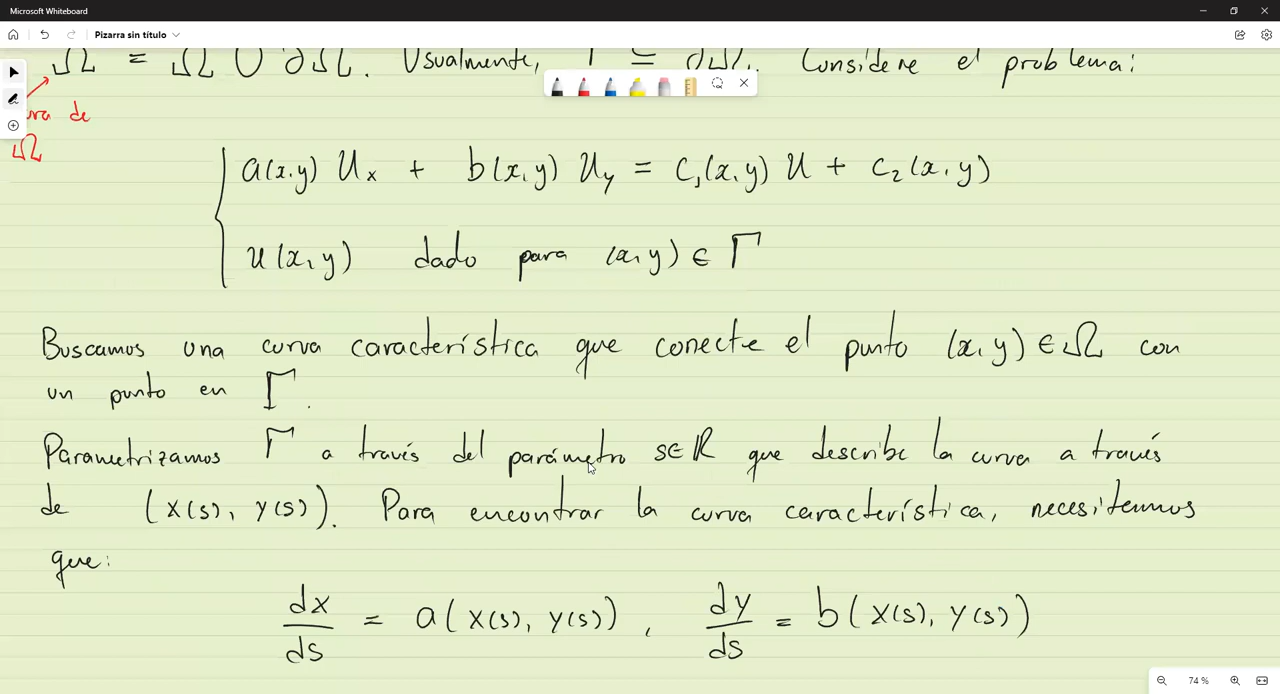 Microsoft Whiteboard
Pizarra sin título
Ω = Ω ∪ ∂Ω. Usualmente, Γ ⊆ ∂Ω. Considere el problema:
ra de
Ω
a(x,y) Ux + b(x,y) Uy = C₁(x,y) U + C₂(x,y)
u(x,y) dado para (x,y) ∈ Γ
Buscamos una curva característica que conecte el punto (x,y) ∈ Ω con
un punto en Γ.
Parametrizamos Γ a través del parámetro s∈ℝ que describe la curva a través
de (x(s), y(s)). Para encontrar la curva característica, necesitamos
que:
dx/ds = a(x(s), y(s)), dy/ds = b(x(s), y(s))
74 %